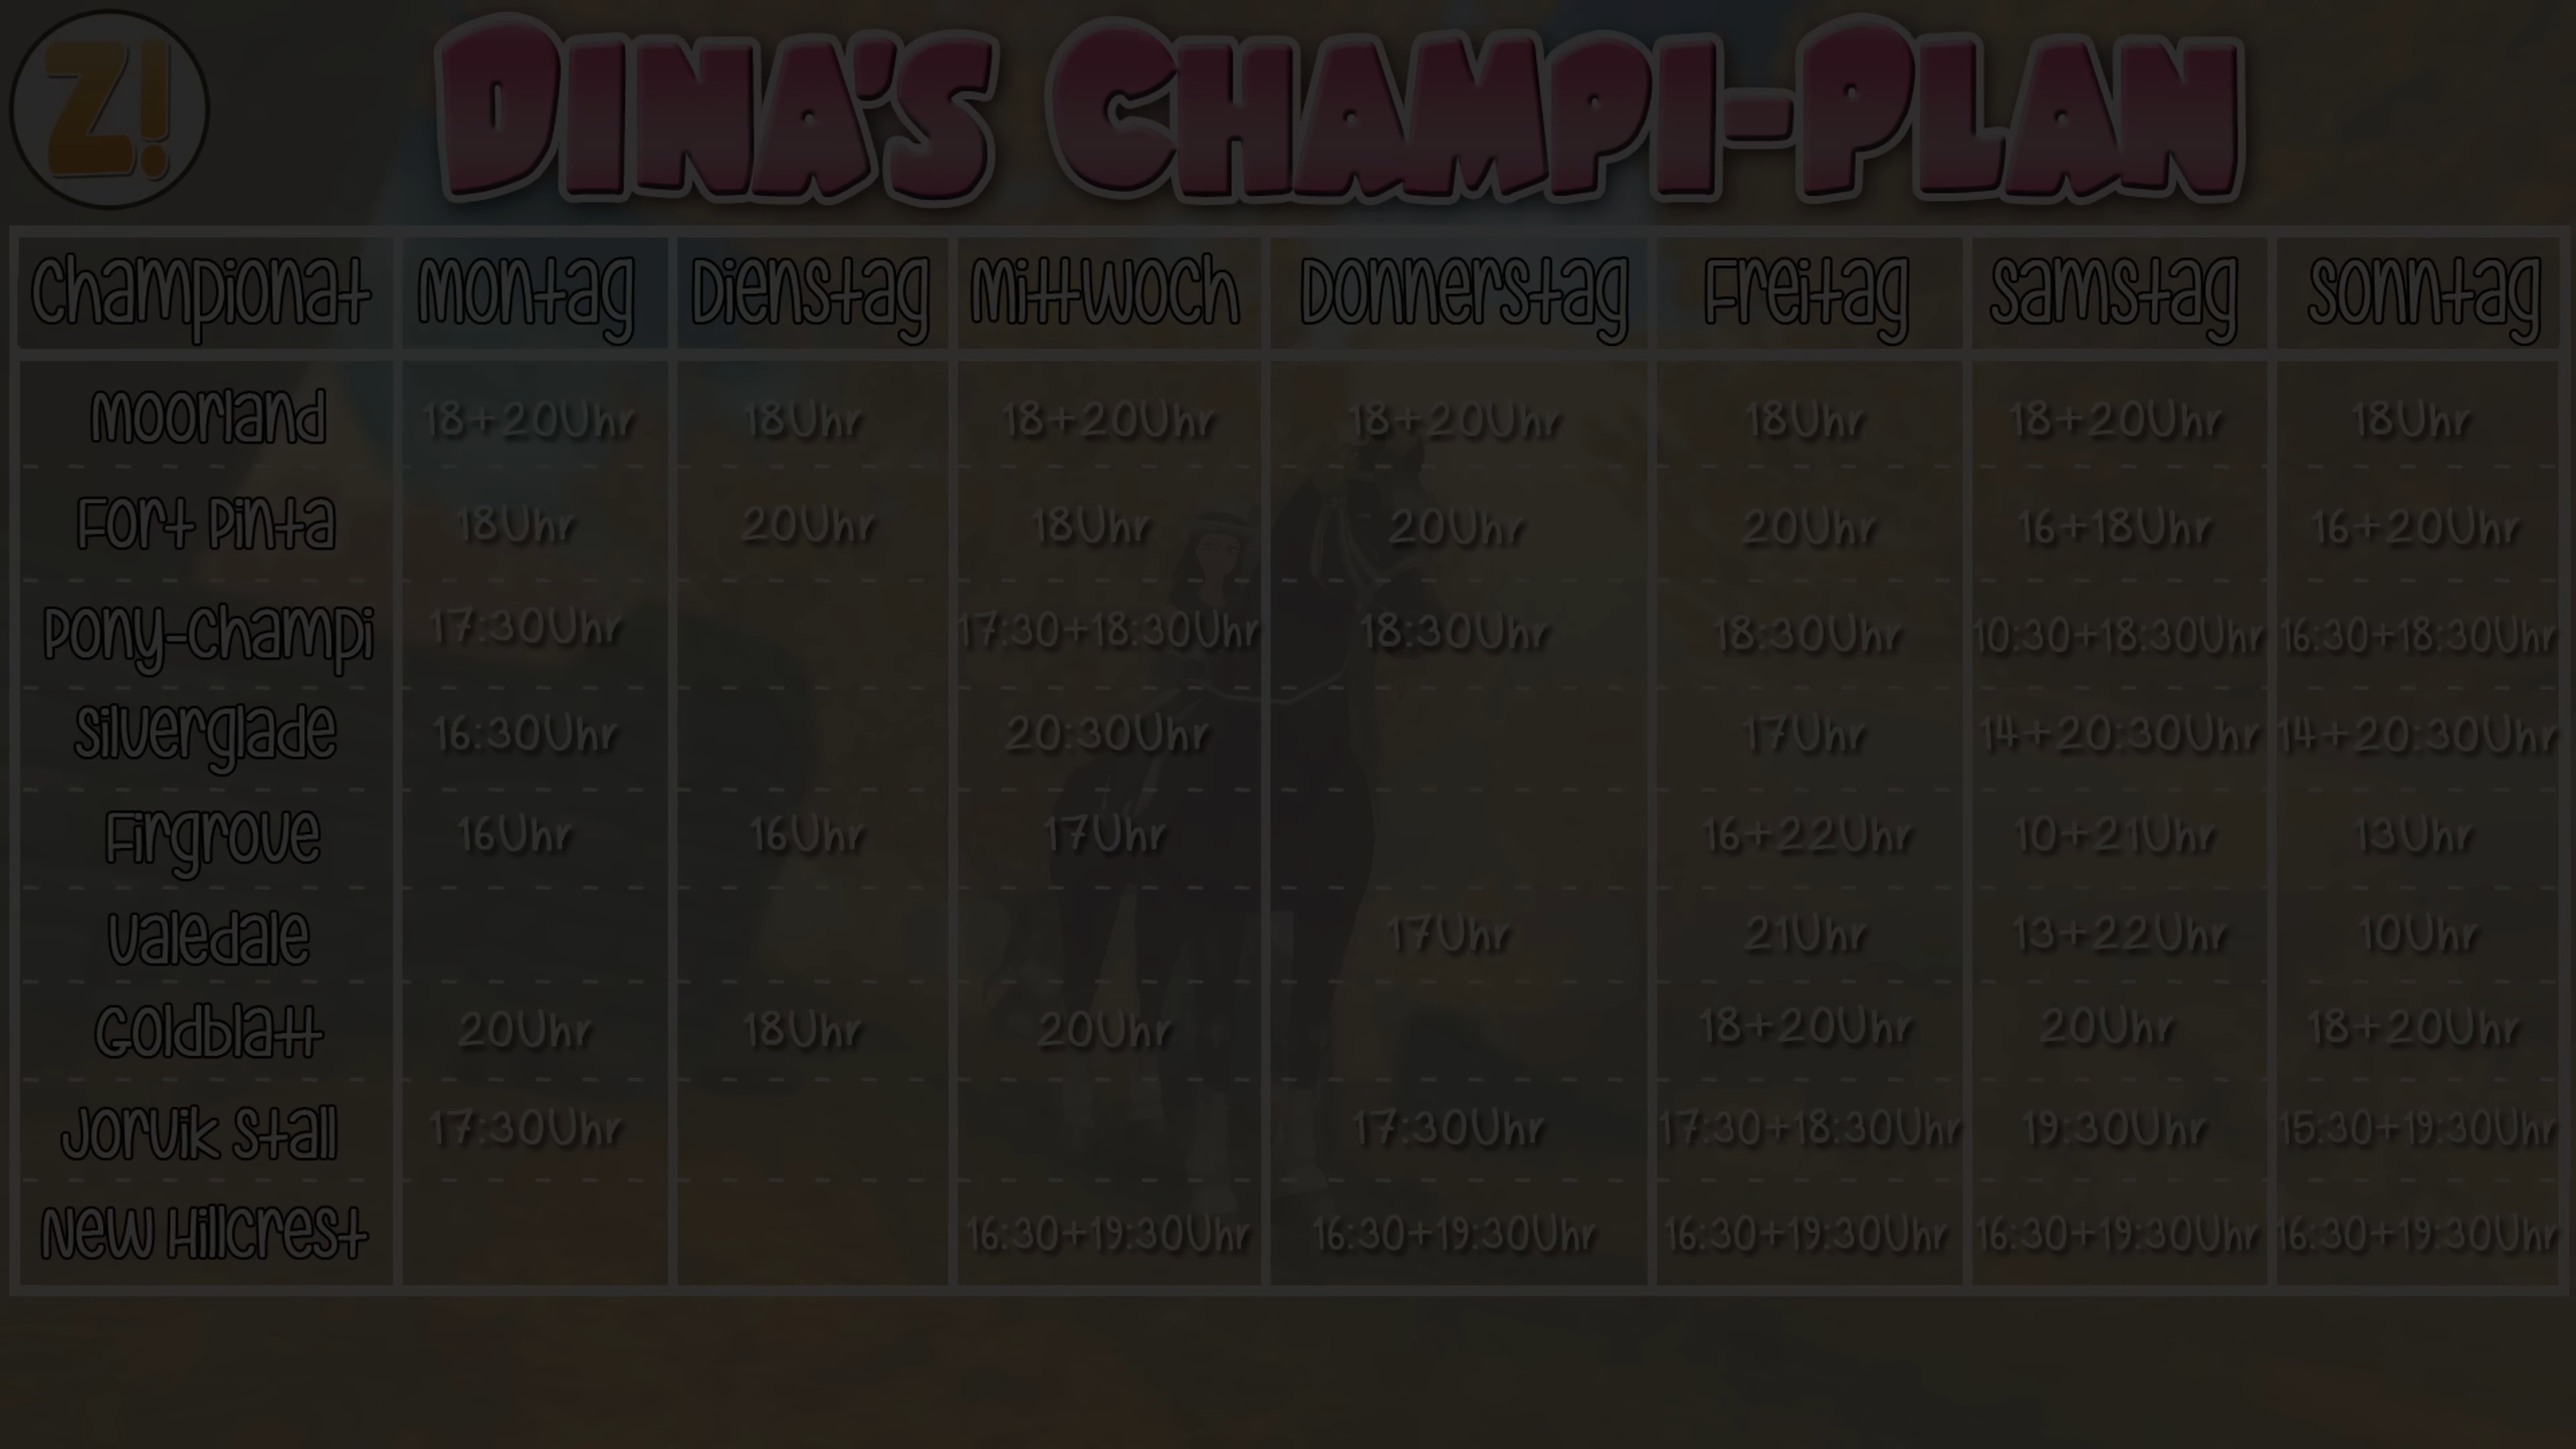 Z!
DINA'S CHAMPI-PLAN
Championat Montag Dienstag Mittwoch Donnerstag Freitag Samstag Sonntag
Moorland 18+20Uhr 18Uhr 18+20Uhr 18+20Uhr 18Uhr 18+20Uhr 18Uhr
Fort Pinta 18Uhr 20Uhr 18Uhr 20Uhr 20Uhr 16+18Uhr 16+20Uhr
Pony-Champi 17:30Uhr 17:30+18:30Uhr 18:30Uhr 18:30Uhr 10:30+18:30Uhr 16:30+18:30Uhr
Silverglade 16:30Uhr 20:30Uhr 17Uhr 14+20:30Uhr 14+20:30Uhr
Firgrove 16Uhr 16Uhr 17Uhr 16+22Uhr 10+21Uhr 13Uhr
Valedale 17Uhr 21Uhr 13+22Uhr 10Uhr
Goldblatt 20Uhr 18Uhr 20Uhr 18+20Uhr 20Uhr 18+20Uhr
Jorvik Stall 17:30Uhr 17:30Uhr 17:30+18:30Uhr 19:30Uhr 15:30+19:30Uhr
New Hillcrest 16:30+19:30Uhr 16:30+19:30Uhr 16:30+19:30Uhr 16:30+19:30Uhr 16:30+19:30Uhr